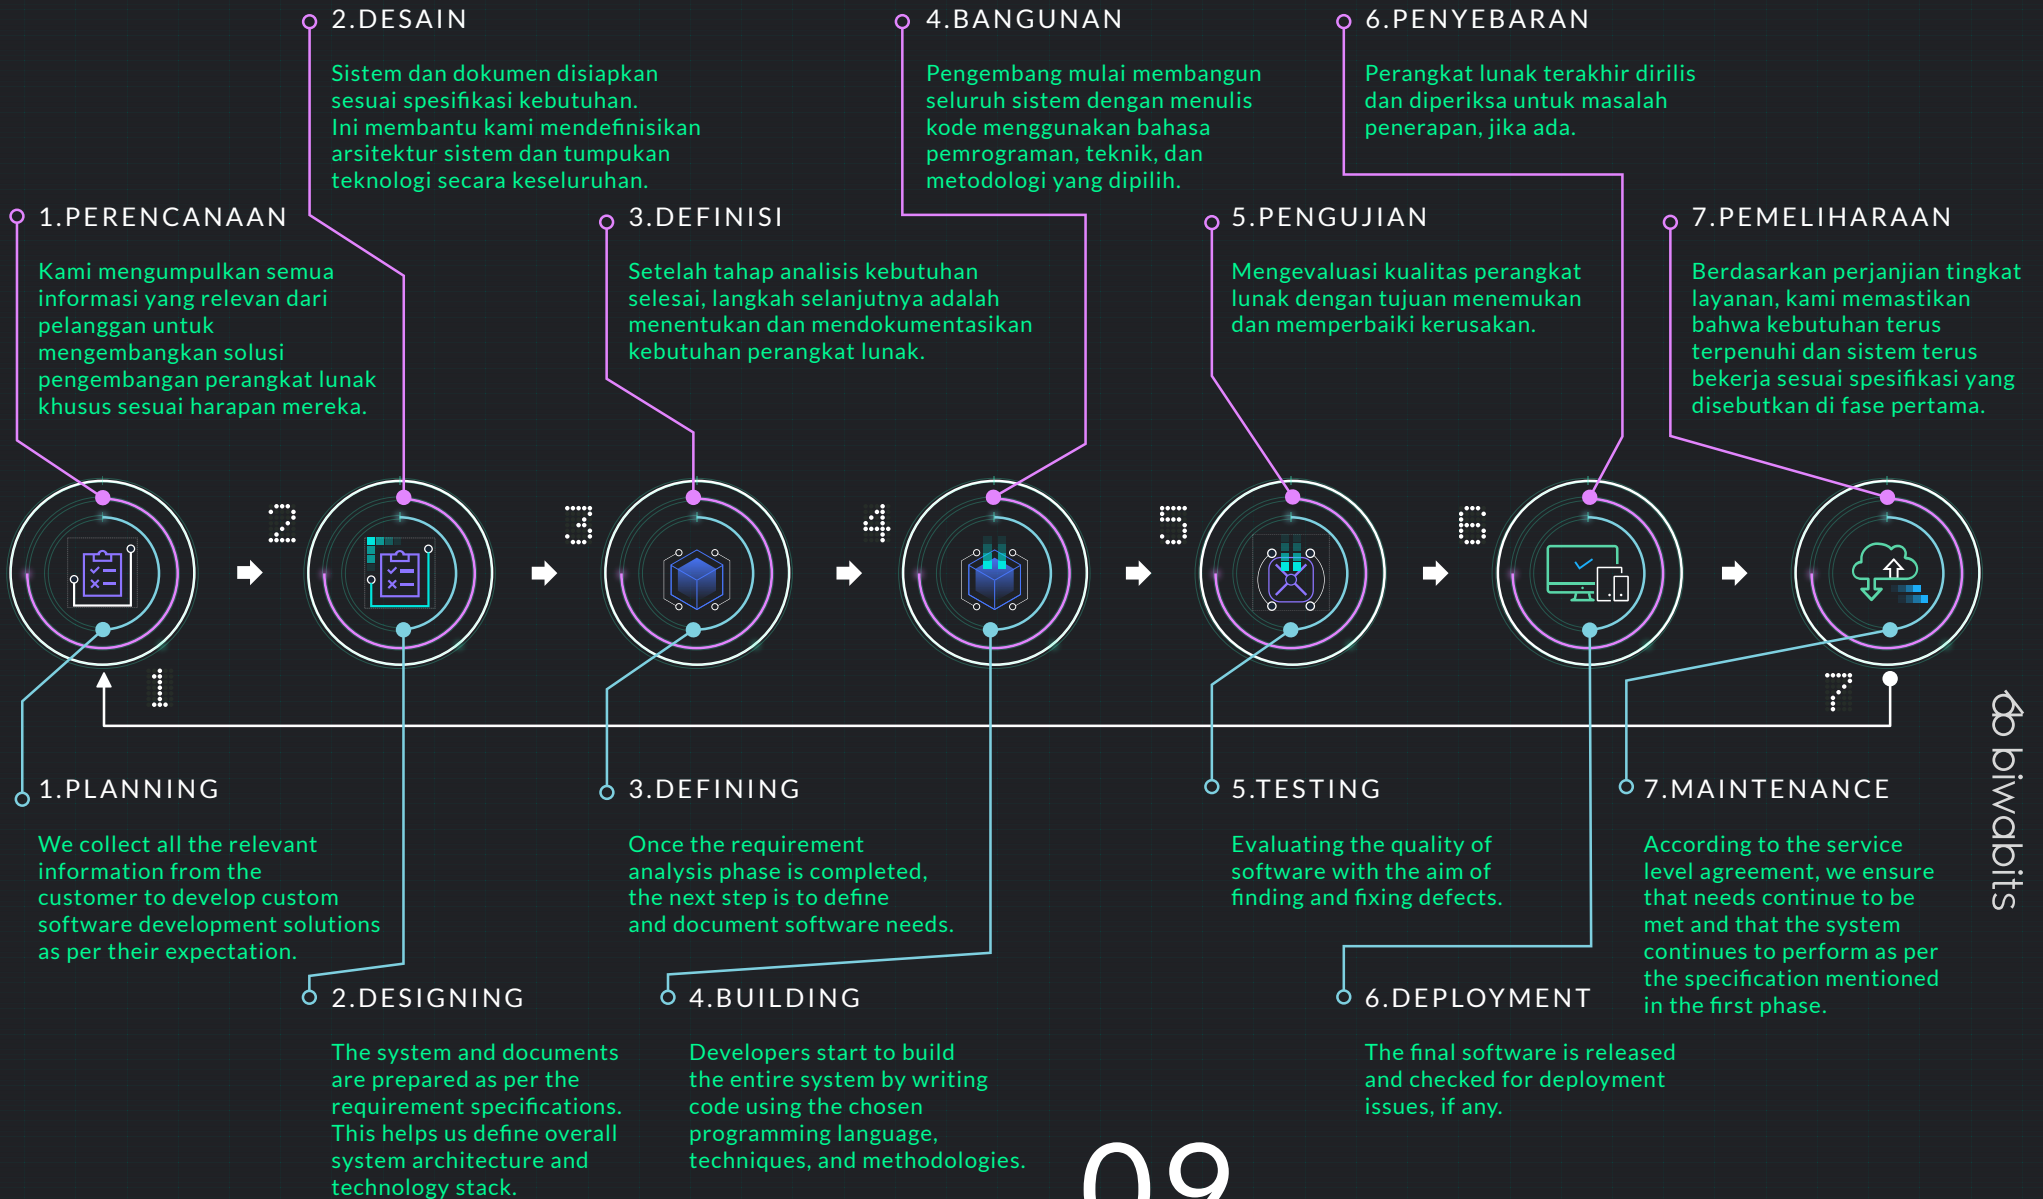 2.DESAIN
Sistem dan dokumen disiapkan
sesuai spesifikasi kebutuhan.
Ini membantu kami mendefinisikan
arsitektur sistem dan tumpukan
teknologi secara keseluruhan.
4.BANGUNAN
Pengembang mulai membangun
seluruh sistem dengan menulis
kode menggunakan bahasa
pemrograman, teknik, dan
metodologi yang dipilih.
6.PENYEBARAN
Perangkat lunak terakhir dirilis
dan diperiksa untuk masalah
penerapan, jika ada.
1.PERENCANAAN
Kami mengumpulkan semua
informasi yang relevan dari
pelanggan untuk
mengembangkan solusi
pengembangan perangkat lunak
khusus sesuai harapan mereka.
3.DEFINISI
Setelah tahap analisis kebutuhan
selesai, langkah selanjutnya adalah
menentukan dan mendokumentasikan
kebutuhan perangkat lunak.
5.PENGUJIAN
Mengevaluasi kualitas perangkat
lunak dengan tujuan menemukan
dan memperbaiki kerusakan.
7.PEMELIHARAAN
Berdasarkan perjanjian tingkat
layanan, kami memastikan
bahwa kebutuhan terus
terpenuhi dan sistem terus
bekerja sesuai spesifikasi yang
disebutkan di fase pertama.
2
3
4
5
6
1
7
biwabits
1.PLANNING
We collect all the relevant
information from the
customer to develop custom
software development solutions
as per their expectation.
3.DEFINING
Once the requirement
analysis phase is completed,
the next step is to define
and document software needs.
5.TESTING
Evaluating the quality of
software with the aim of
finding and fixing defects.
7.MAINTENANCE
According to the service
level agreement, we ensure
that needs continue to be
met and that the system
continues to perform as per
the specification mentioned
in the first phase.
2.DESIGNING
The system and documents
are prepared as per the
requirement specifications.
This helps us define overall
system architecture and
technology stack.
4.BUILDING
Developers start to build
the entire system by writing
code using the chosen
programming language,
techniques, and methodologies.
6.DEPLOYMENT
The final software is released
and checked for deployment
issues, if any.
09